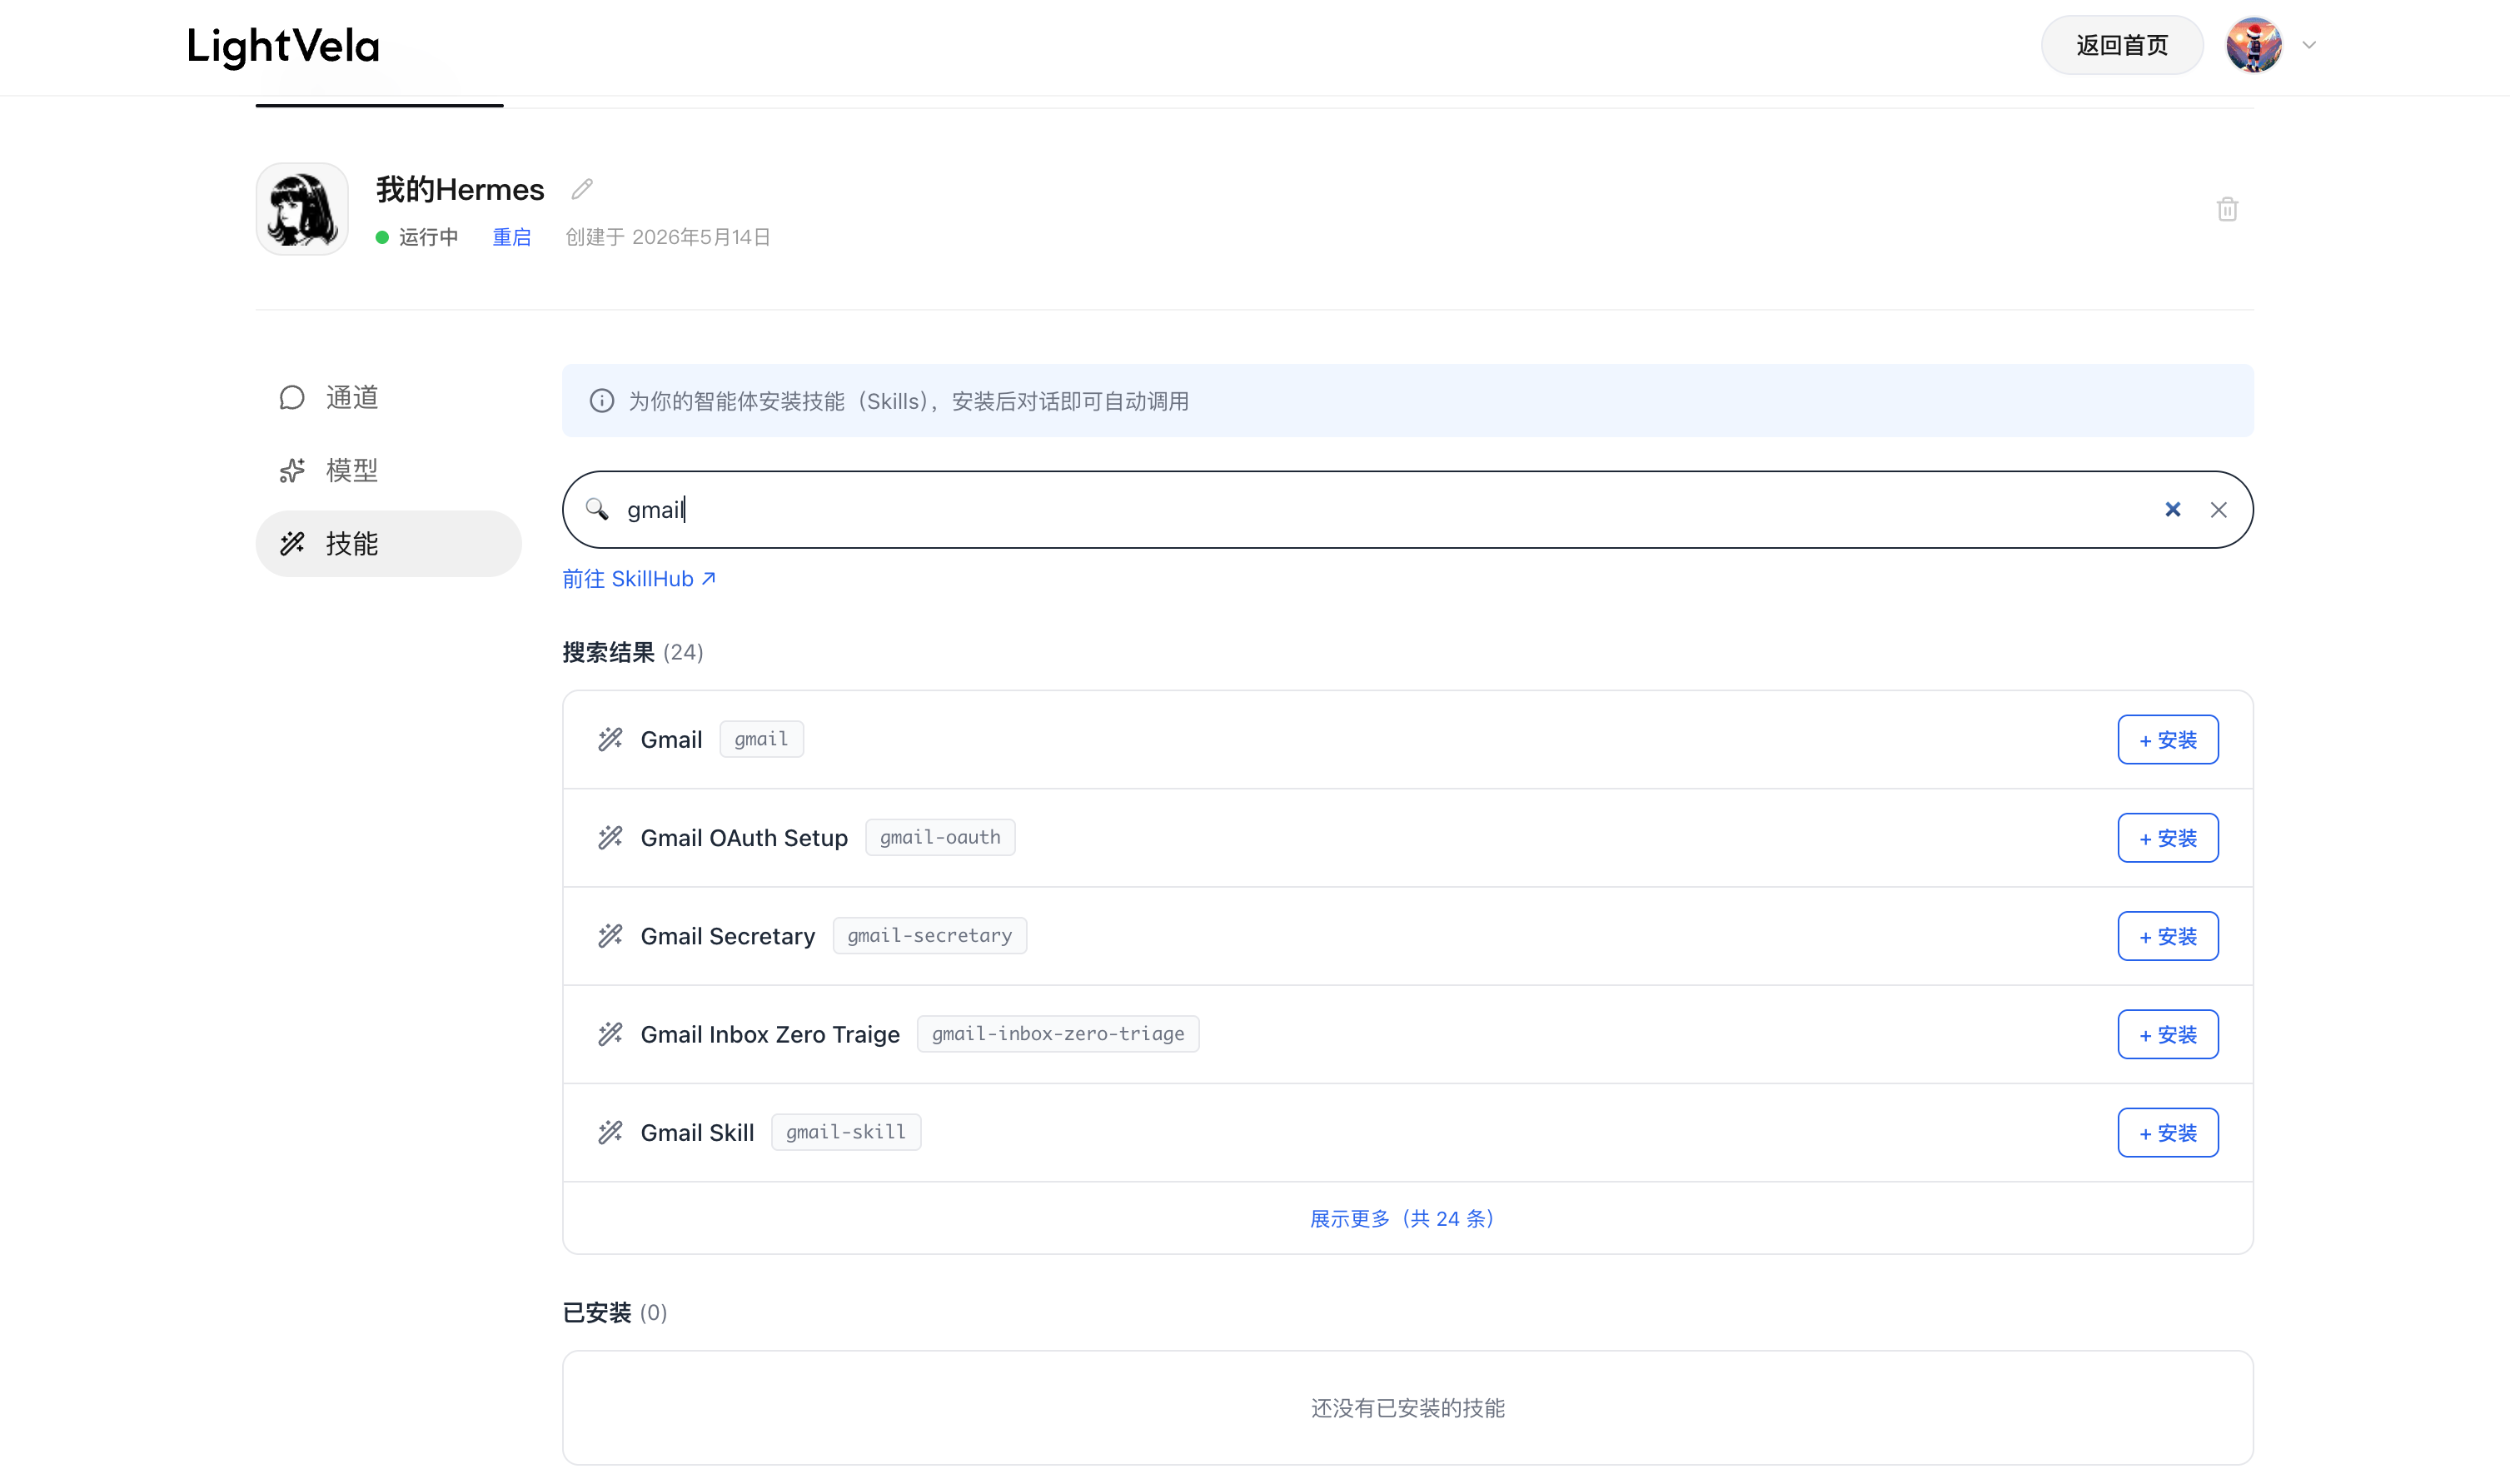 LightVela
返回首页
我的Hermes
运行中 重启 创建于 2026年5月14日
通道
模型
技能
为你的智能体安装技能（Skills），安装后对话即可自动调用
gmail
前往 SkillHub ↗
搜索结果 (24)
Gmail gmail + 安装
Gmail OAuth Setup gmail-oauth + 安装
Gmail Secretary gmail-secretary + 安装
Gmail Inbox Zero Traige gmail-inbox-zero-triage + 安装
Gmail Skill gmail-skill + 安装
展示更多（共 24 条）
已安装 (0)
还没有已安装的技能